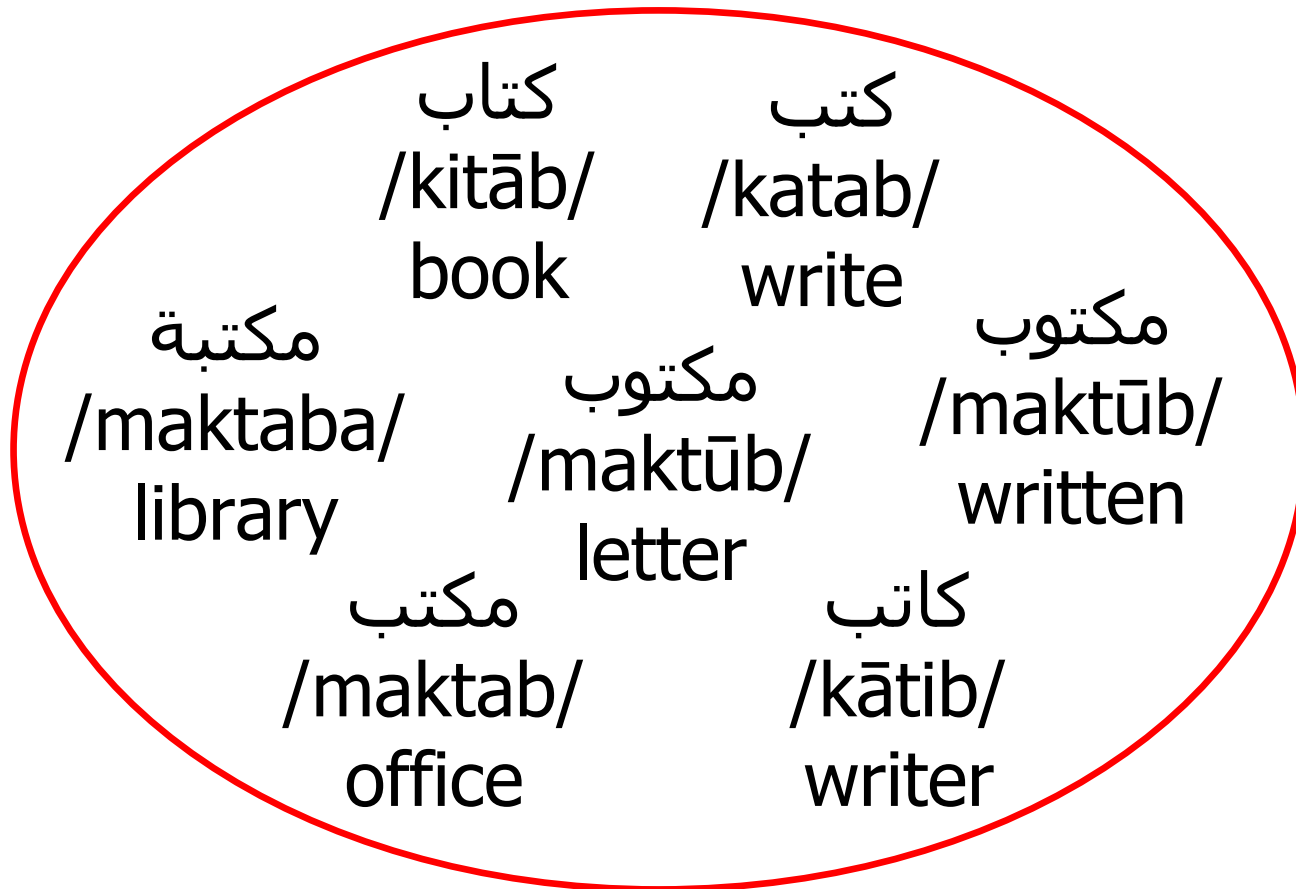 كتاب
/kitāb/
book
كتب
/katab/
write
مكتبة
/maktaba/
library
مكتوب
/maktūb/
letter
مكتوب
/maktūb/
written
مكتب
/maktab/
office
كاتب
/kātib/
writer